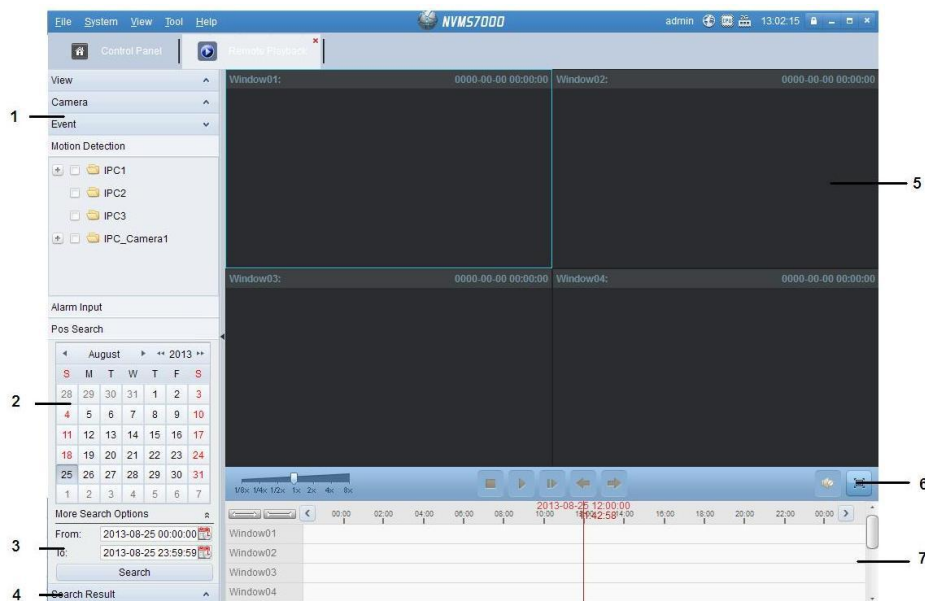 File System View Tool Help NVMS7000 admin 13:02:15
Control Panel Remote Playback
View
Camera
1
Event
Motion Detection
IPC1
IPC2
IPC3
IPC_Camera1
Alarm Input
Pos Search
August 2013
S M T W T F S
28 29 30 31 1 2 3
2
4 5 6 7 8 9 10
11 12 13 14 15 16 17
18 19 20 21 22 23 24
25 26 27 28 29 30 31
1 2 3 4 5 6 7
More Search Options
From: 2013-08-25 00:00:00
3
To: 2013-08-25 23:59:59
Search
4
Search Result
Window01: 0000-00-00 00:00:00 Window02: 0000-00-00 00:00:00
5
Window03: 0000-00-00 00:00:00 Window04: 0000-00-00 00:00:00
1/8x 1/4x 1/2x 1x 2x 4x 8x
6
2013-08-25 12:00:00
11:42:58
00:00 02:00 04:00 06:00 08:00 10:00 12:00 14:00 16:00 18:00 20:00 22:00 00:00
Window01
Window02
7
Window03
Window04